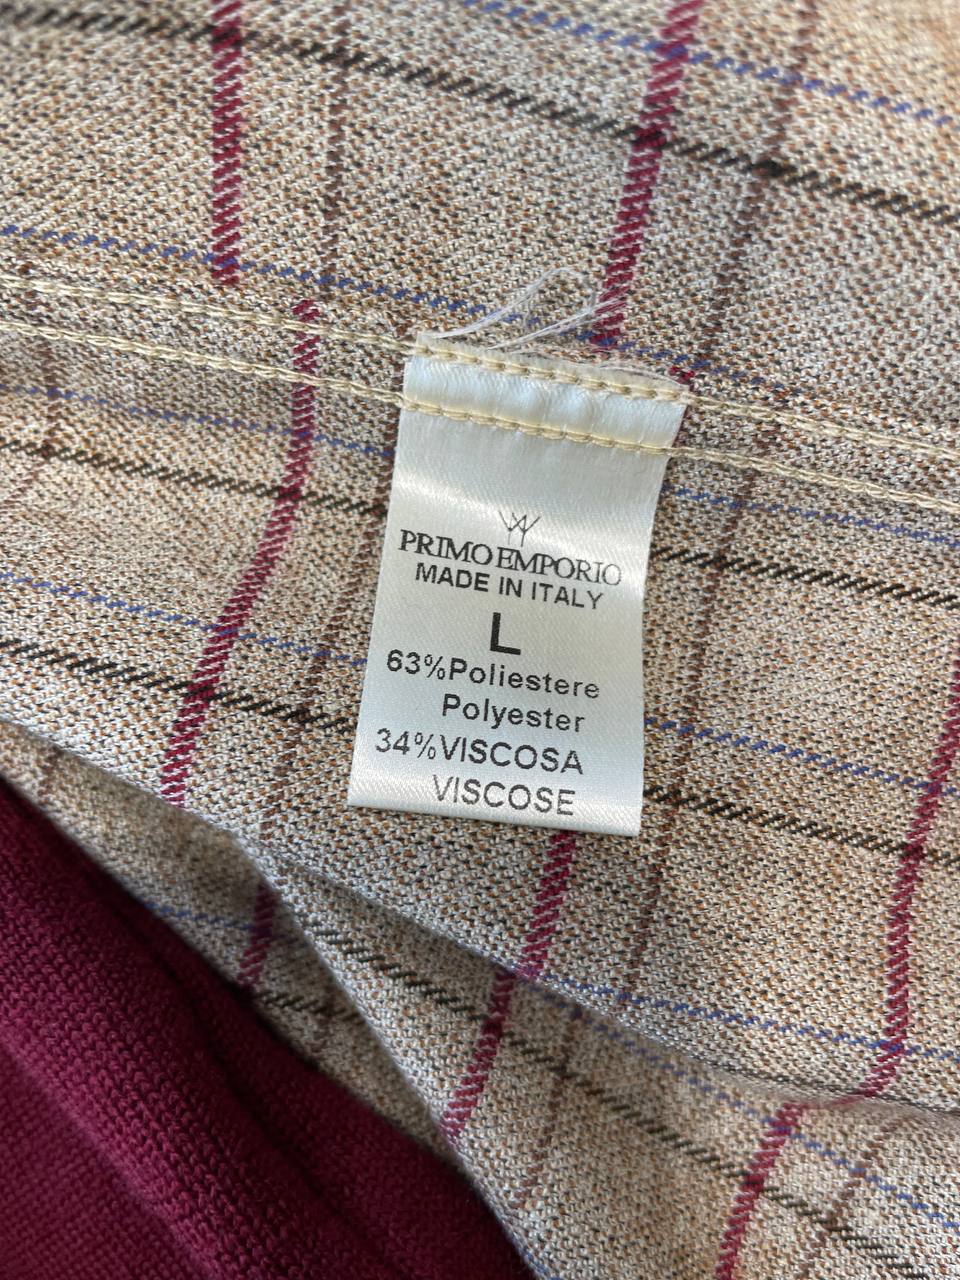 PRIMO EMPORIO
MADE IN ITALY
L
63%Poliestere
Polyester
34%VISCOSA
VISCOSE